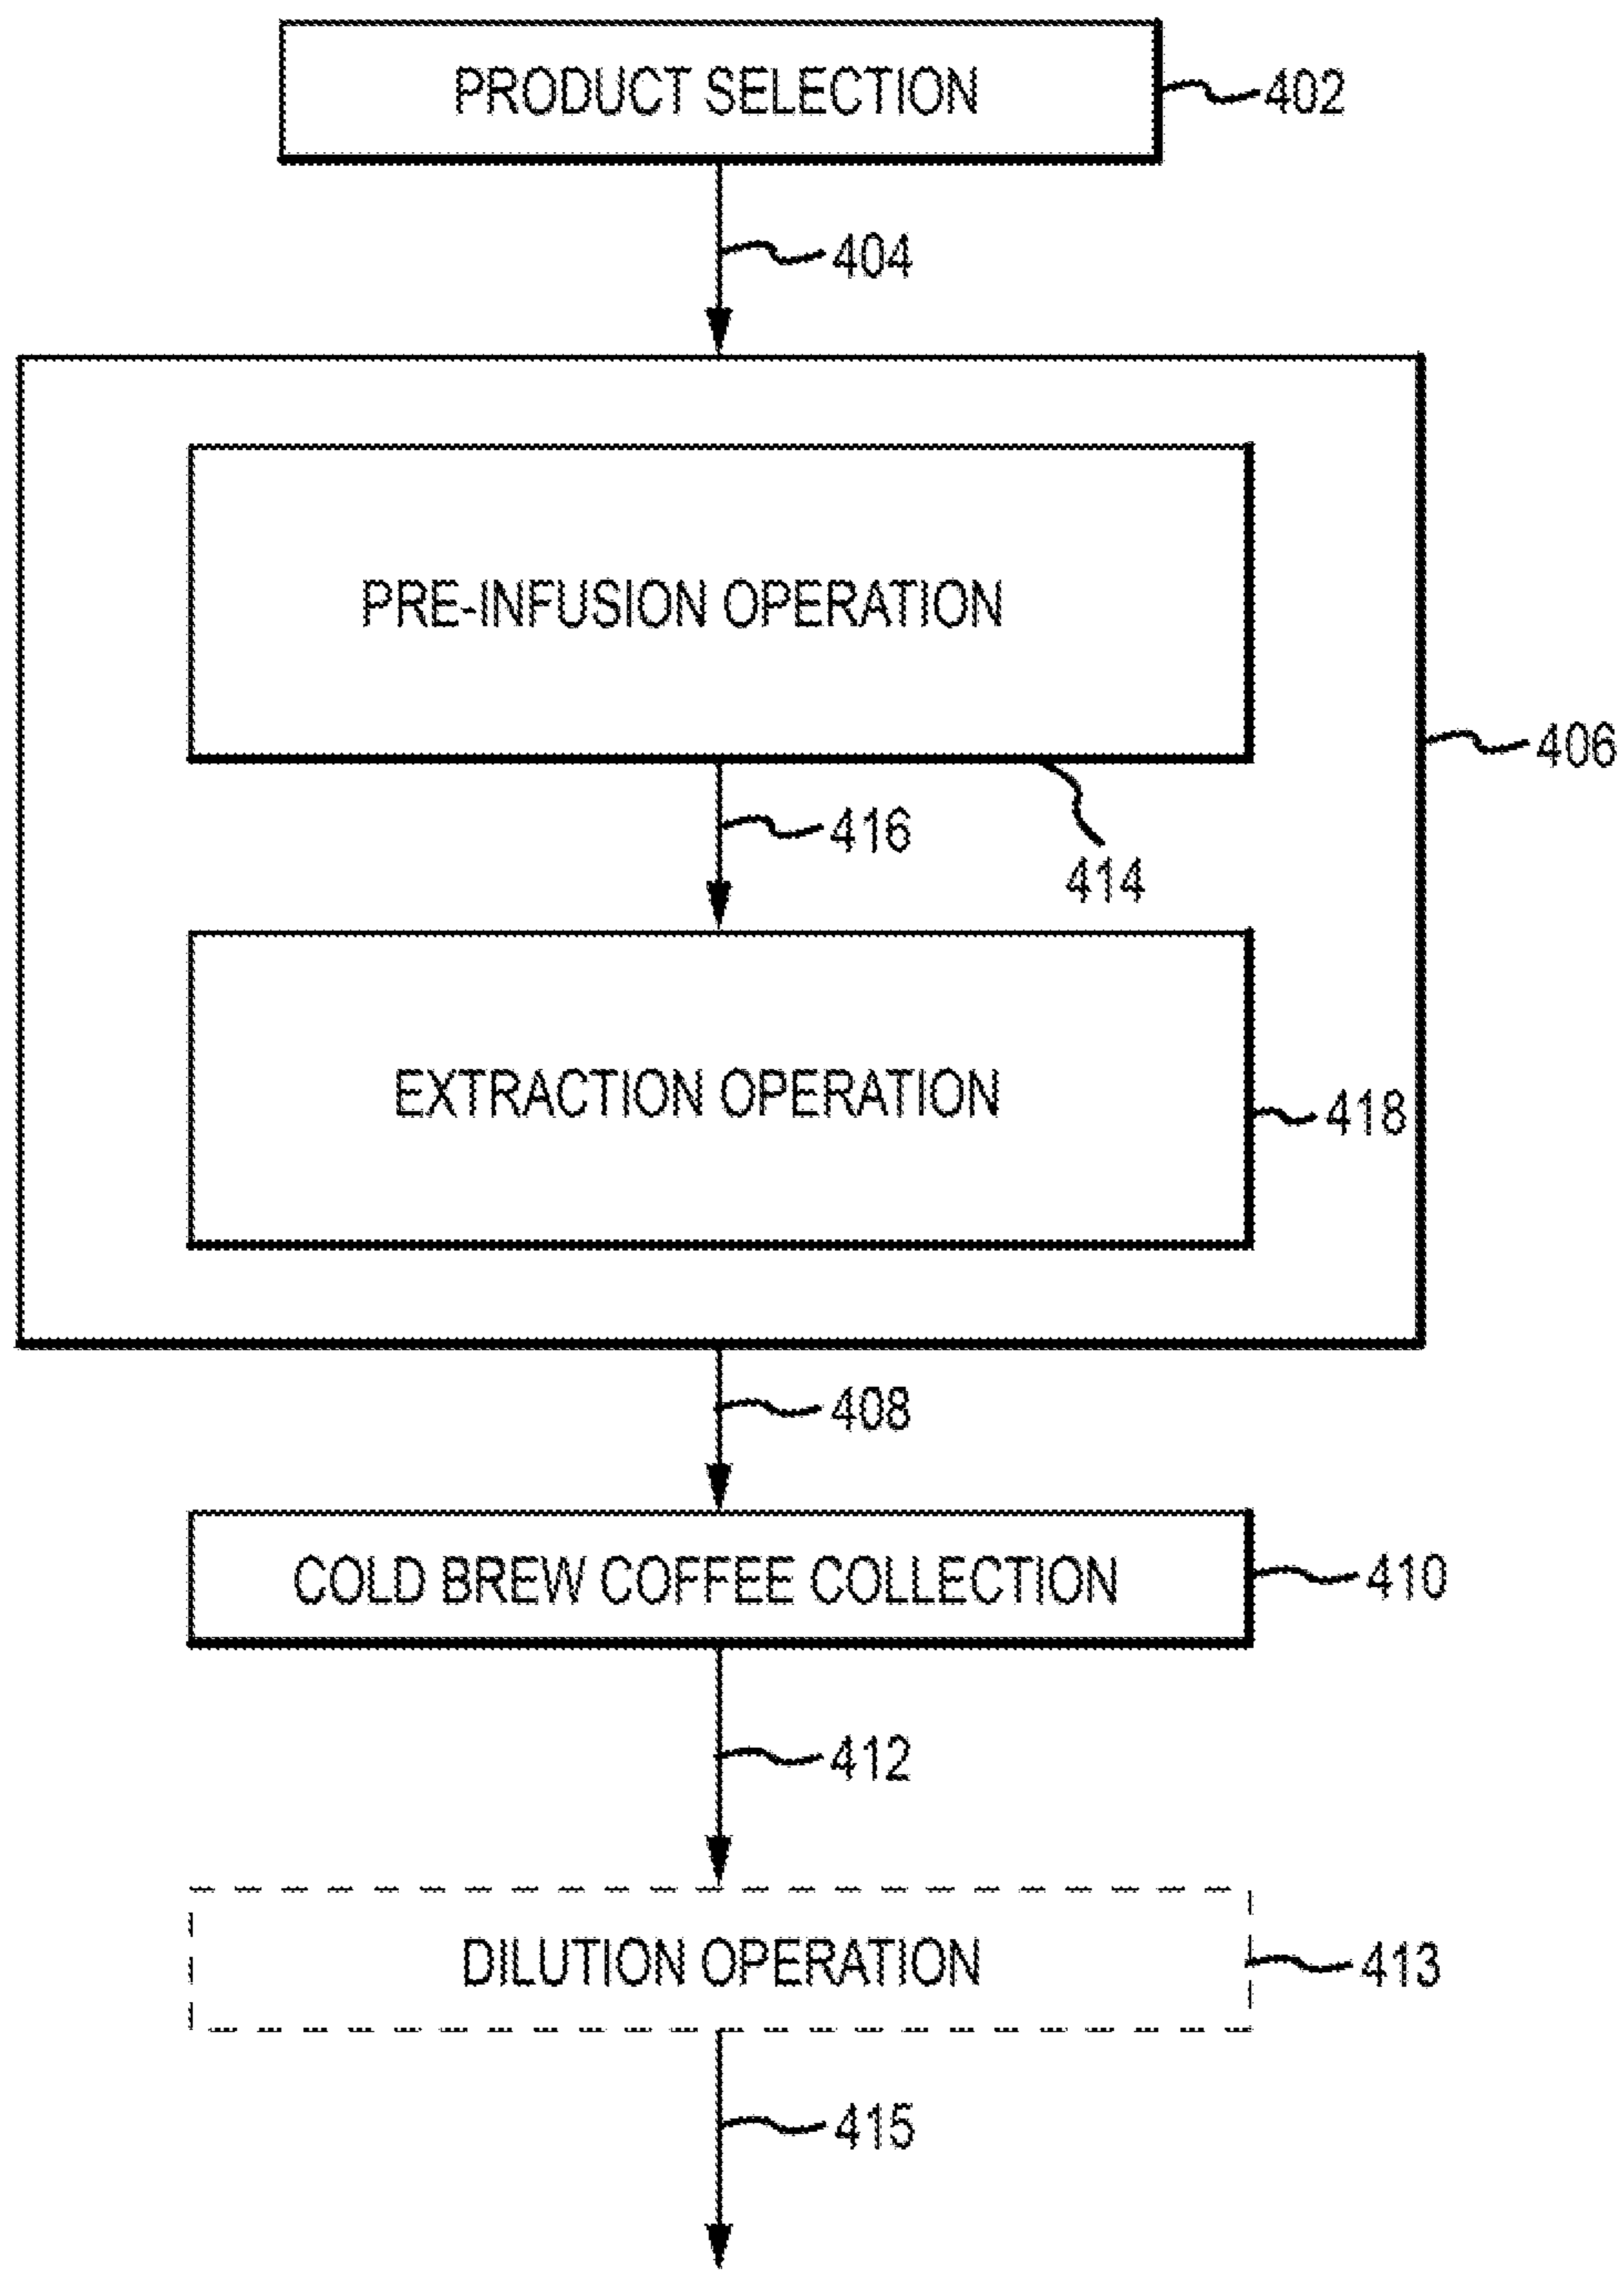 PRODUCT SELECTION
402
404
PRE-INFUSION OPERATION
406
416
414
EXTRACTION OPERATION
418
408
COLD BREW COFFEE COLLECTION
410
412
DILUTION OPERATION
413
415